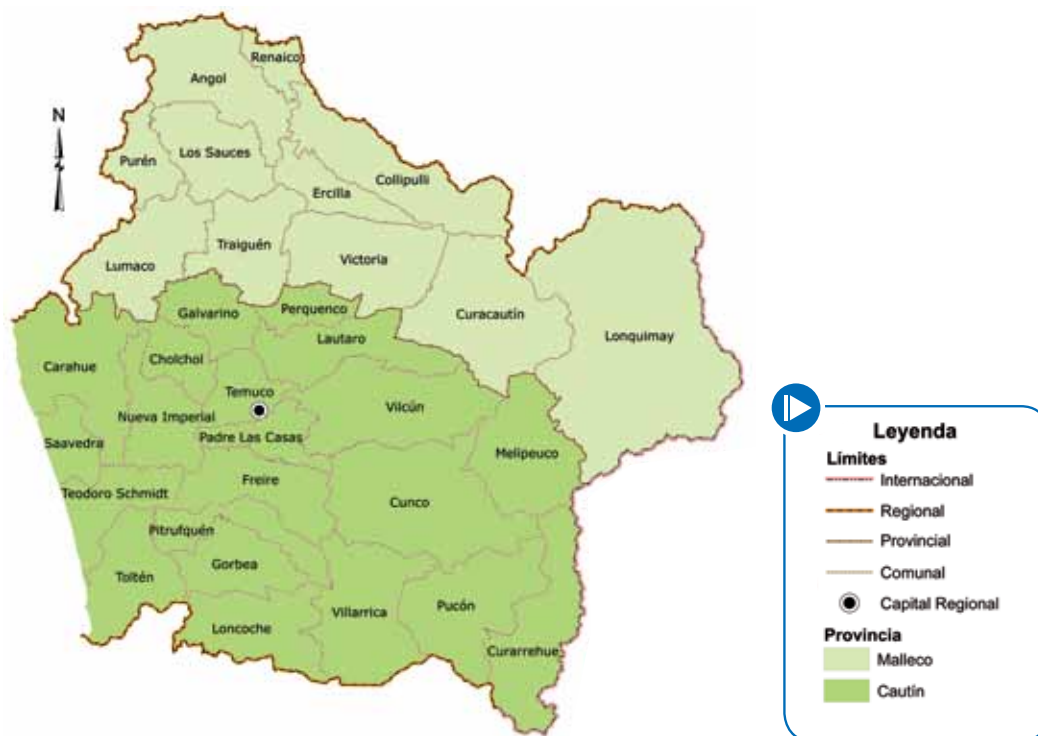 Renaico
Angol
N
Los Sauces
Purén
Collipulli
Ercilla
Traiguén
Victoria
Lumaco
Galvarino
Perquenco
Curacautín
Lonquimay
Lautaro
Cholchol
Carahue
Temuco
Vilcún
Nueva Imperial
Padre Las Casas
Saavedra
Melipeuco
Freire
Teodoro Schmidt
Cunco
Pitrufquén
Gorbea
Toltén
Pucón
Villarrica
Loncoche
Curarrehue
Leyenda
Límites
Internacional
Regional
Provincial
Comunal
Capital Regional
Provincia
Malleco
Cautín